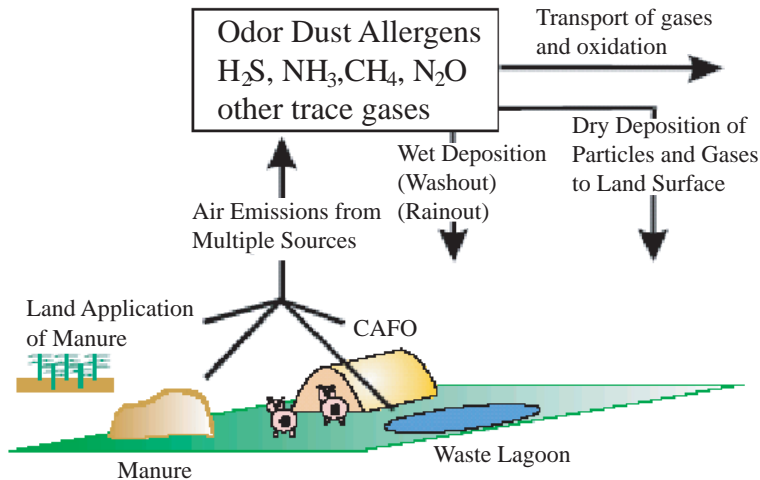 Odor Dust Allergens
H₂S, NH₃,CH₄, N₂O
other trace gases
Transport of gases
and oxidation
Wet Deposition
(Washout)
(Rainout)
Dry Deposition of
Particles and Gases
to Land Surface
Air Emissions from
Multiple Sources
Land Application
of Manure
CAFO
Waste Lagoon
Manure